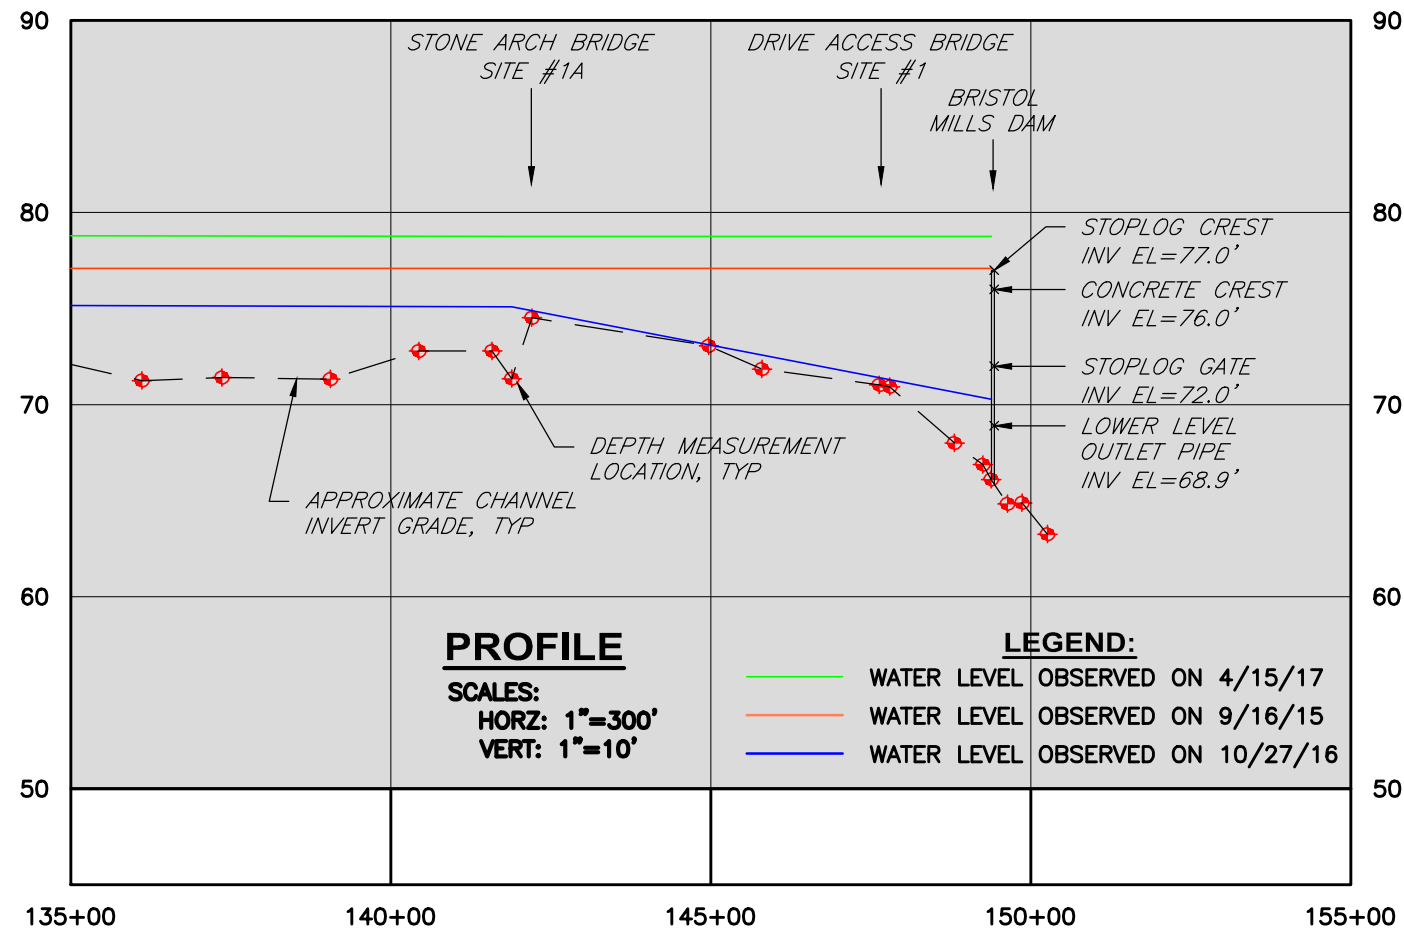 90
90
STONE ARCH BRIDGE
SITE #1A
DRIVE ACCESS BRIDGE
SITE #1
BRISTOL
MILLS DAM
80
80
STOPLOG CREST
INV EL=77.0'
CONCRETE CREST
INV EL=76.0'
STOPLOG GATE
INV EL=72.0'
70
70
LOWER LEVEL
OUTLET PIPE
INV EL=68.9'
DEPTH MEASUREMENT
LOCATION, TYP
APPROXIMATE CHANNEL
INVERT GRADE, TYP
60
60
PROFILE
SCALES:
HORZ: 1"=300'
VERT: 1"=10'
LEGEND:
WATER LEVEL OBSERVED ON 4/15/17
WATER LEVEL OBSERVED ON 9/16/15
WATER LEVEL OBSERVED ON 10/27/16
50
50
135+00
140+00
145+00
150+00
155+00